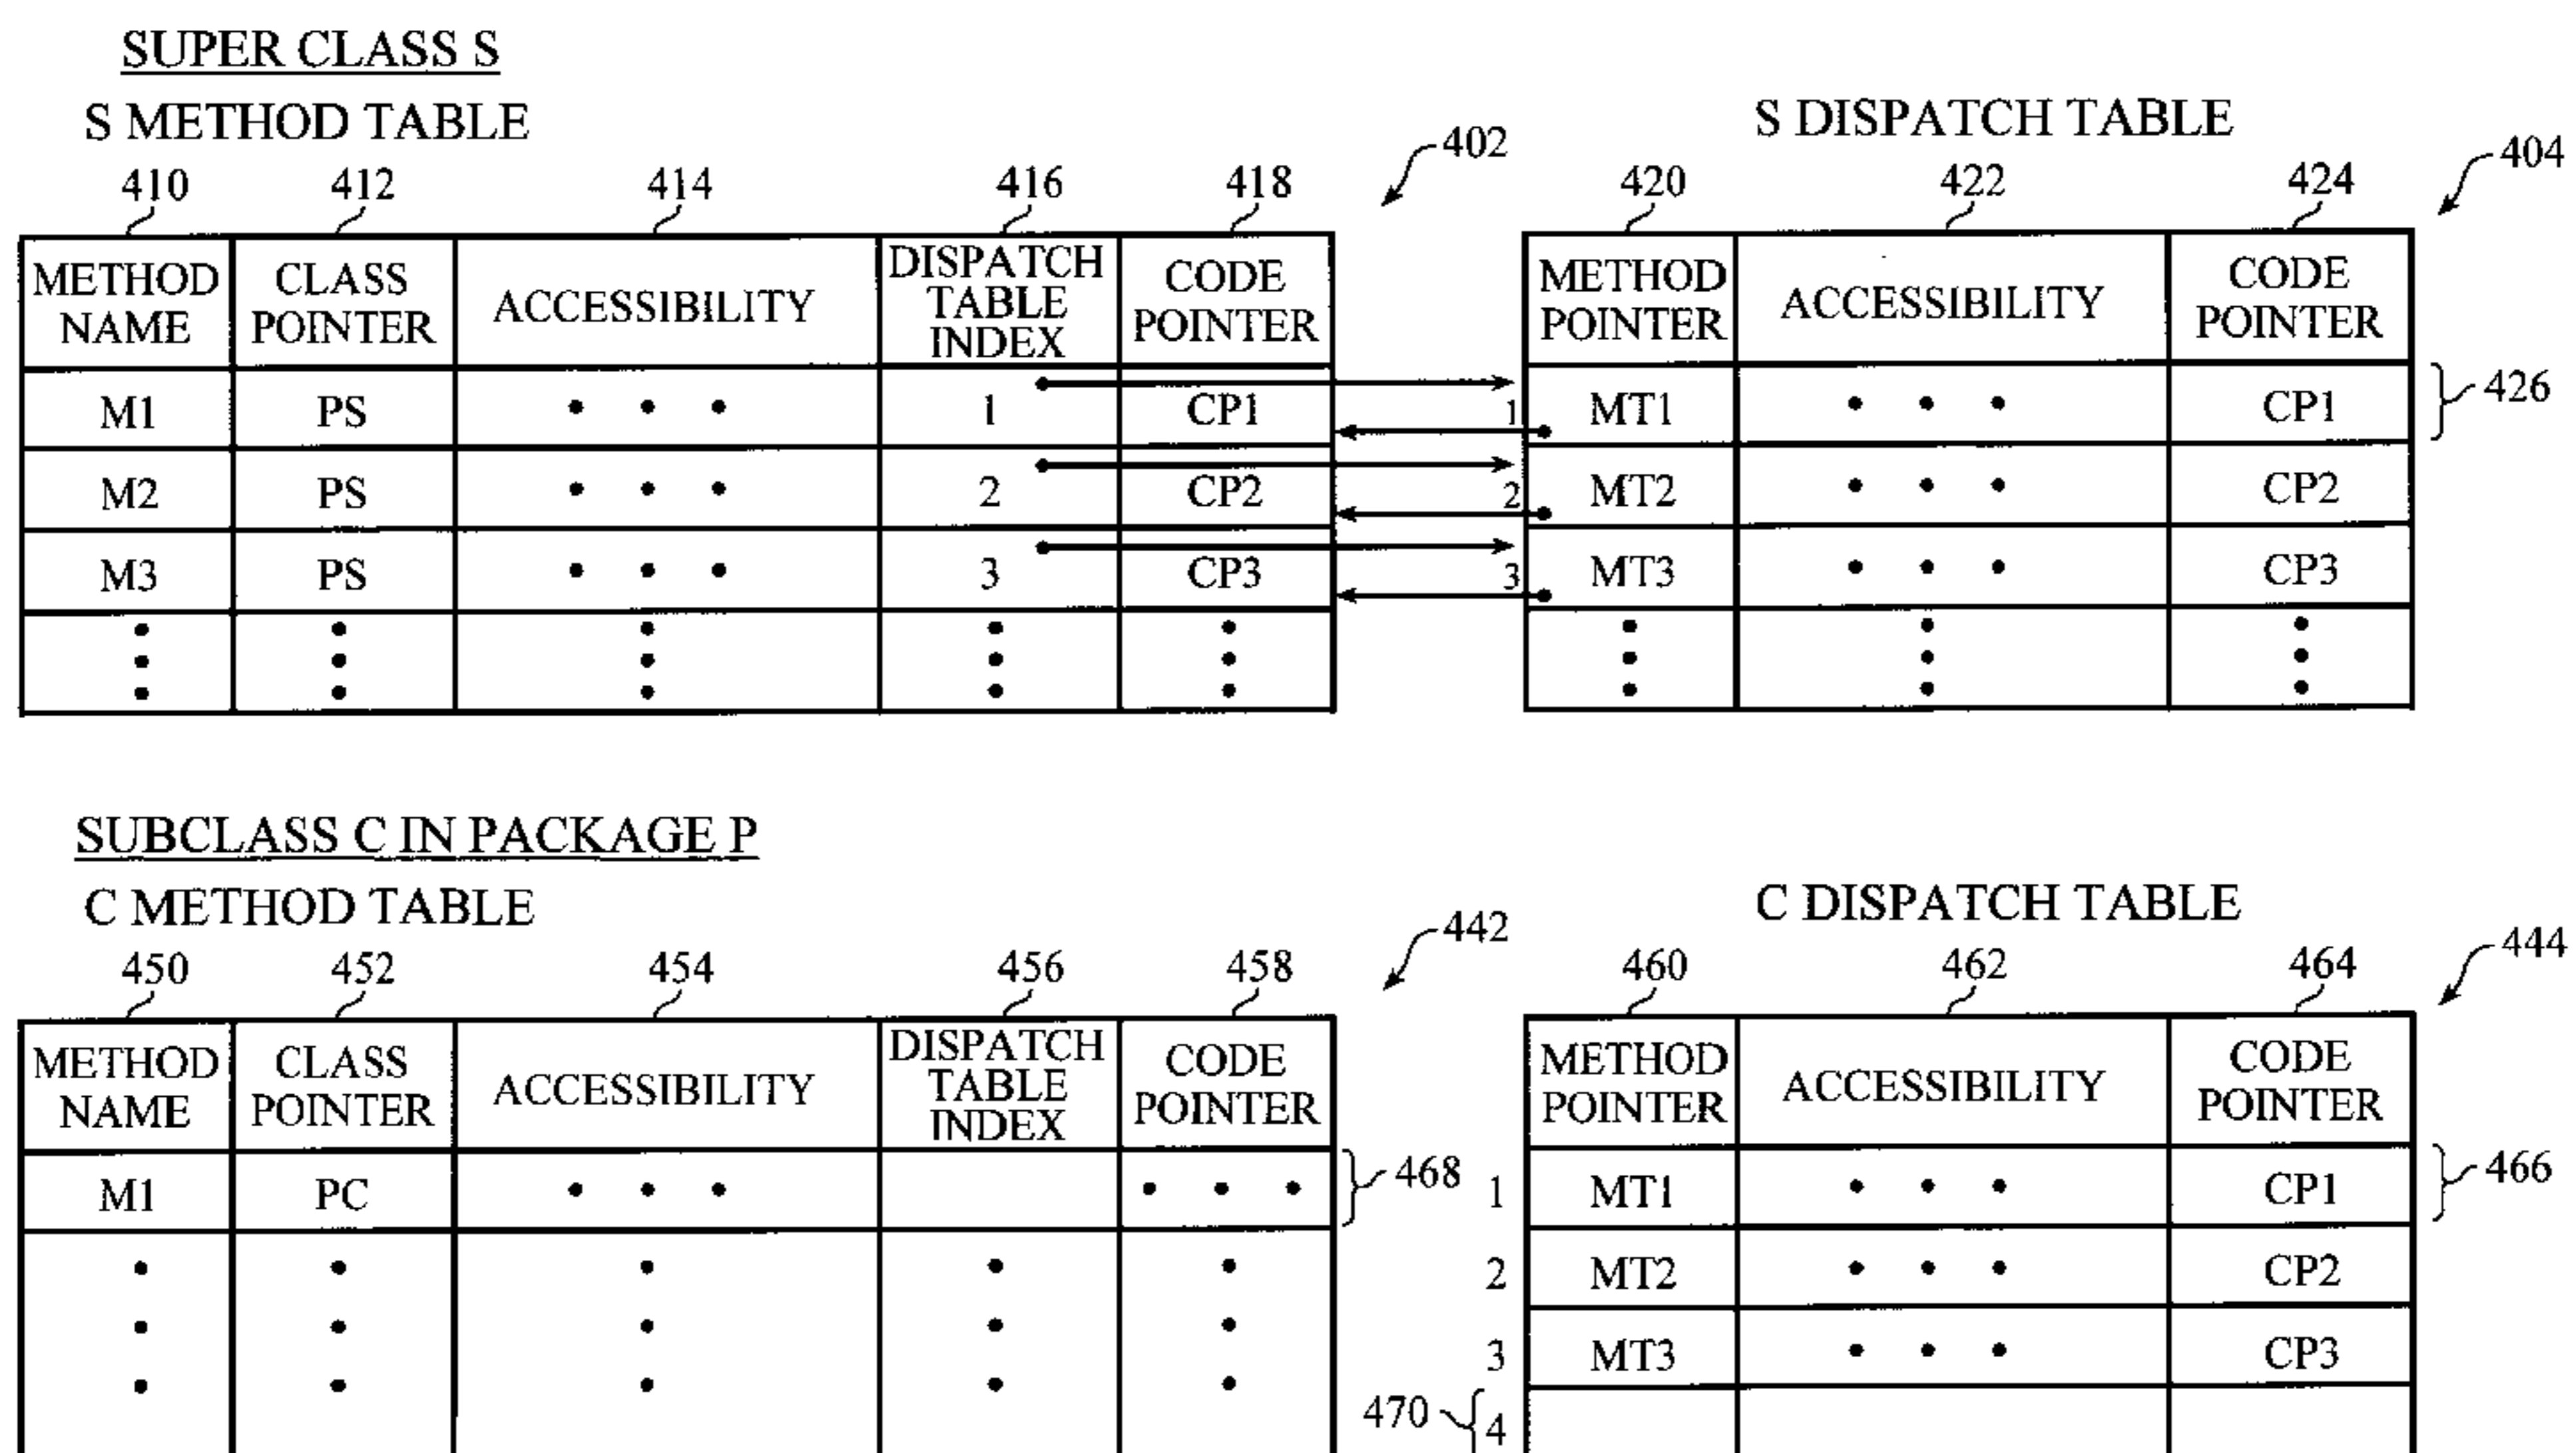 SUPER CLASS S
S METHOD TABLE
S DISPATCH TABLE
402
404
410 412 414 416 418
420 422 424
METHOD NAME CLASS POINTER ACCESSIBILITY DISPATCH TABLE INDEX CODE POINTER
METHOD POINTER ACCESSIBILITY CODE POINTER
M1 PS • • • 1 CP1
1 MT1 • • • CP1 426
M2 PS • • • 2 CP2
2 MT2 • • • CP2
M3 PS • • • 3 CP3
3 MT3 • • • CP3
SUBCLASS C IN PACKAGE P
C METHOD TABLE
C DISPATCH TABLE
442
444
450 452 454 456 458
460 462 464
METHOD NAME CLASS POINTER ACCESSIBILITY DISPATCH TABLE INDEX CODE POINTER
METHOD POINTER ACCESSIBILITY CODE POINTER
M1 PC • • • • • • 468
1 MT1 • • • CP1 466
2 MT2 • • • CP2
3 MT3 • • • CP3
470 4